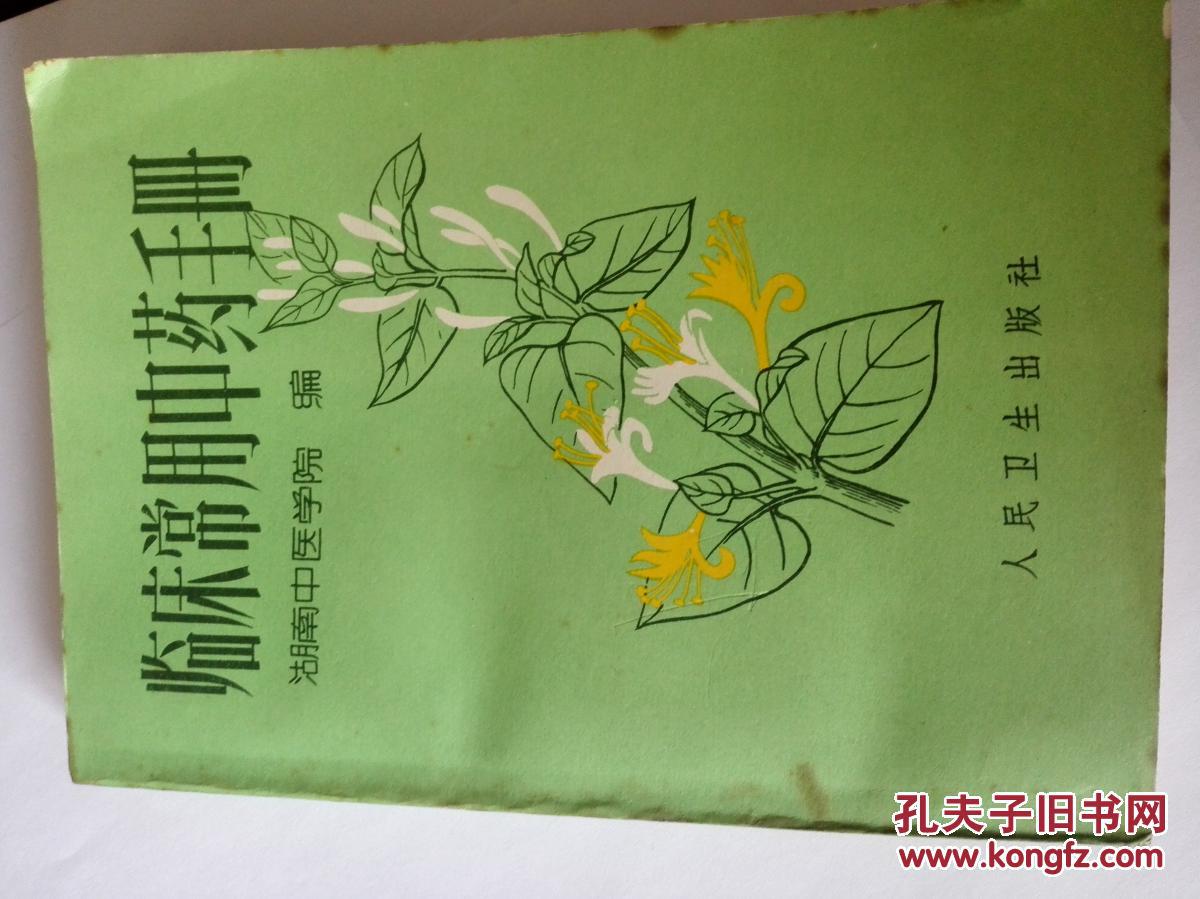 临床常用中药手册
湖南中医学院 编
人民卫生出版社
孔夫子旧书网
www.kongfz.com